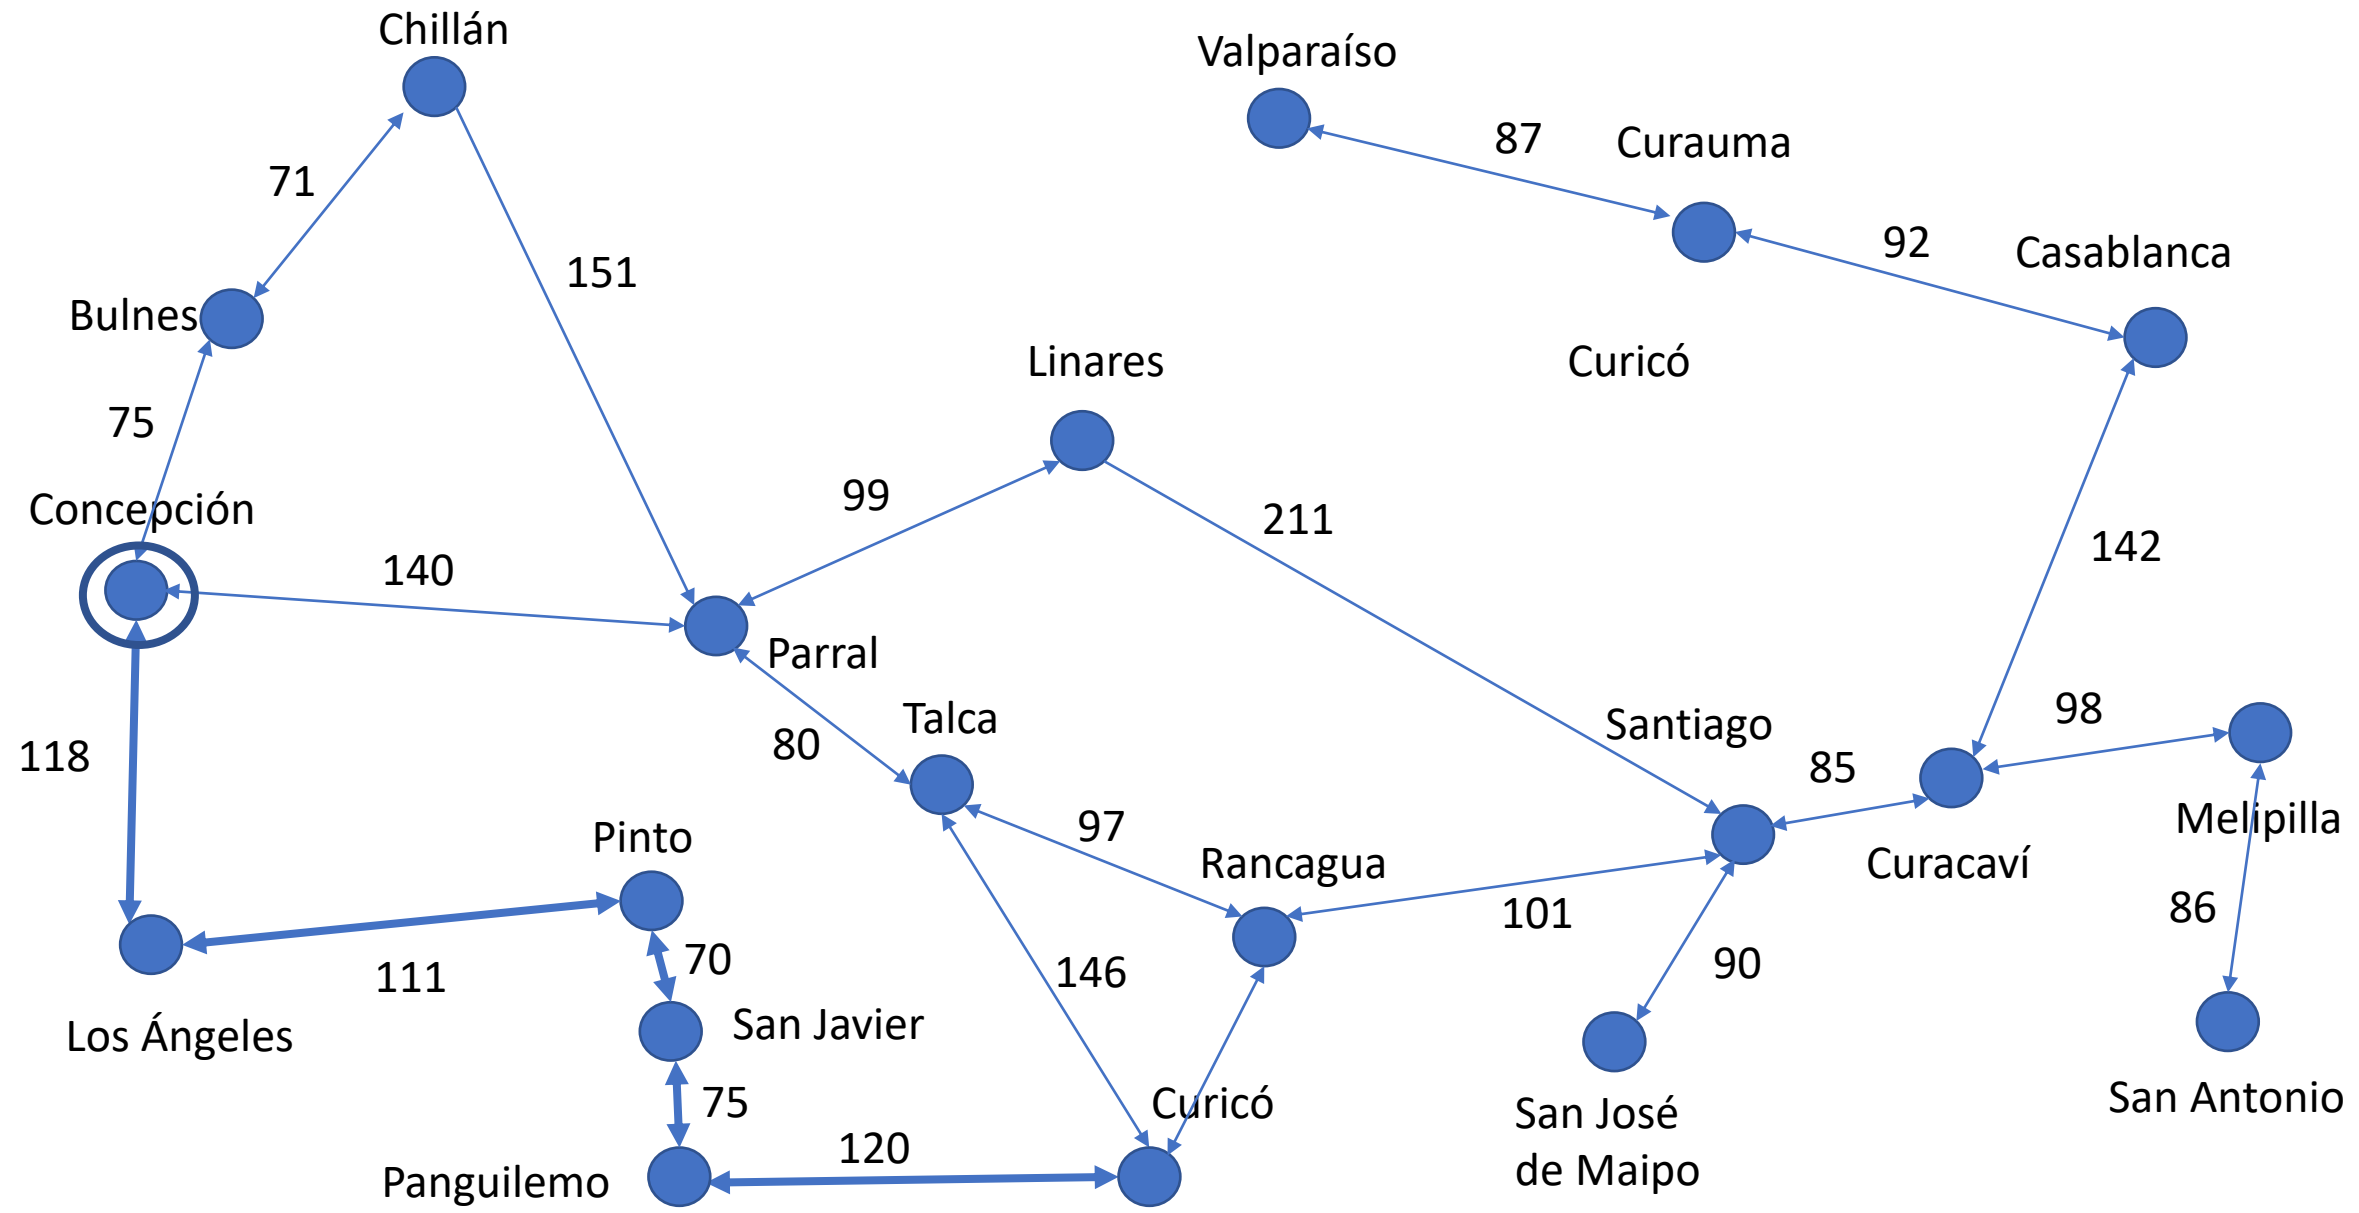 Chillán
Valparaíso
87
Curauma
71
92
Casablanca
151
Bulnes
Linares
Curicó
75
99
Concepción
211
142
140
Parral
Talca
98
Santiago
118
80
85
97
Melipilla
Pinto
Rancagua
Curacaví
101
86
70
111
146
90
San Javier
Los Ángeles
75
Curicó
San José
de Maipo
San Antonio
120
Panguilemo